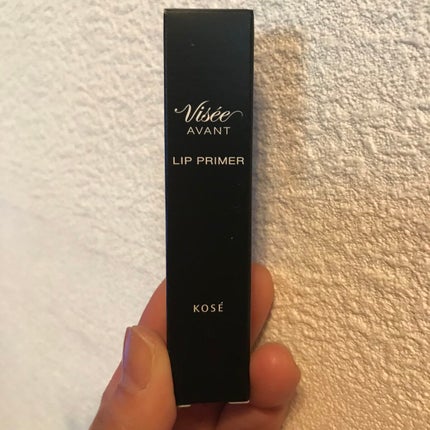 Visée
AVANT
LIP PRIMER
KOSÉ